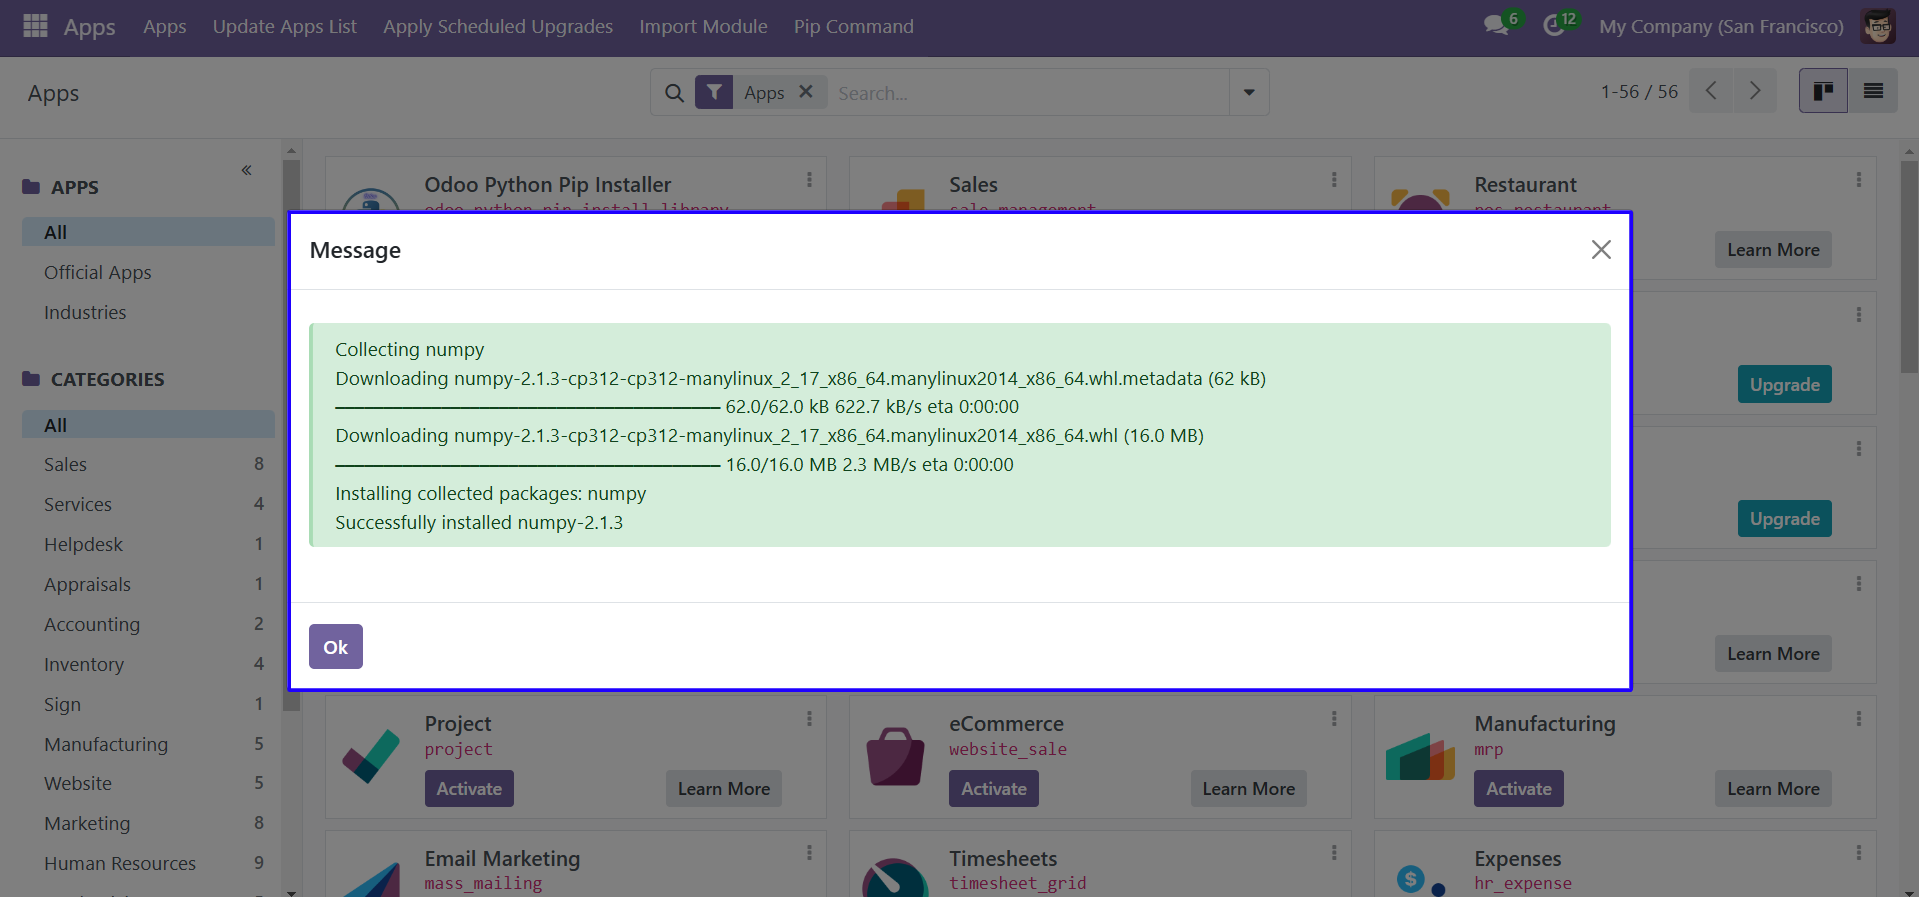 Apps
Apps
Update Apps List
Apply Scheduled Upgrades
Import Module
Pip Command
6
12
My Company (San Francisco)
Apps
Apps
Search...
1-56 / 56
APPS
All
Official Apps
Industries
CATEGORIES
All
Sales 8
Services 4
Helpdesk 1
Appraisals 1
Accounting 2
Inventory 4
Sign 1
Manufacturing 5
Website 5
Marketing 8
Human Resources 9
Odoo Python Pip Installer
odoo_python_pip_install_library
Sales
sale_management
Restaurant
pos_restaurant
Learn More
Upgrade
Upgrade
Learn More
Message
Collecting numpy
Downloading numpy-2.1.3-cp312-cp312-manylinux_2_17_x86_64.manylinux2014_x86_64.whl.metadata (62 kB)
━━━━━━━━━━━━━━━━━━━━━━━━━━━━━━━━━━━━━━━━ 62.0/62.0 kB 622.7 kB/s eta 0:00:00
Downloading numpy-2.1.3-cp312-cp312-manylinux_2_17_x86_64.manylinux2014_x86_64.whl (16.0 MB)
━━━━━━━━━━━━━━━━━━━━━━━━━━━━━━━━━━━━━━━━ 16.0/16.0 MB 2.3 MB/s eta 0:00:00
Installing collected packages: numpy
Successfully installed numpy-2.1.3
Ok
Project
project
Activate
Learn More
eCommerce
website_sale
Activate
Learn More
Manufacturing
mrp
Activate
Learn More
Email Marketing
mass_mailing
Timesheets
timesheet_grid
Expenses
hr_expense